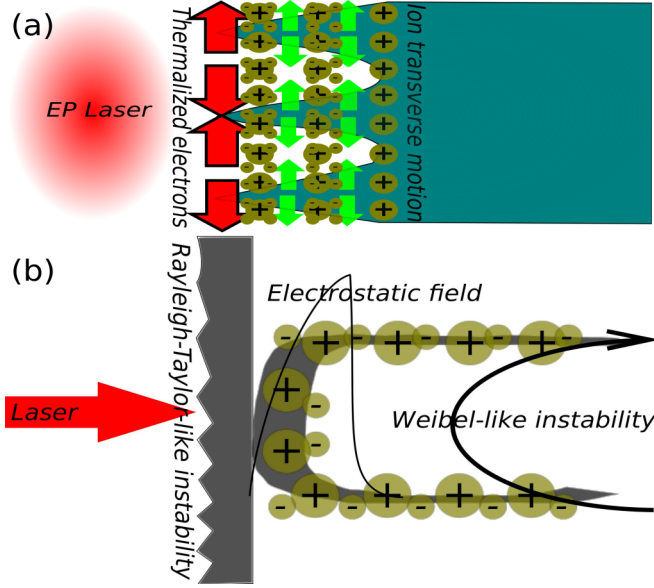 (a)
EP Laser
Thermalized electrons
Ion transverse motion
(b)
Rayleigh-Taylor-like instability
Electrostatic field
Laser
Weibel-like instability